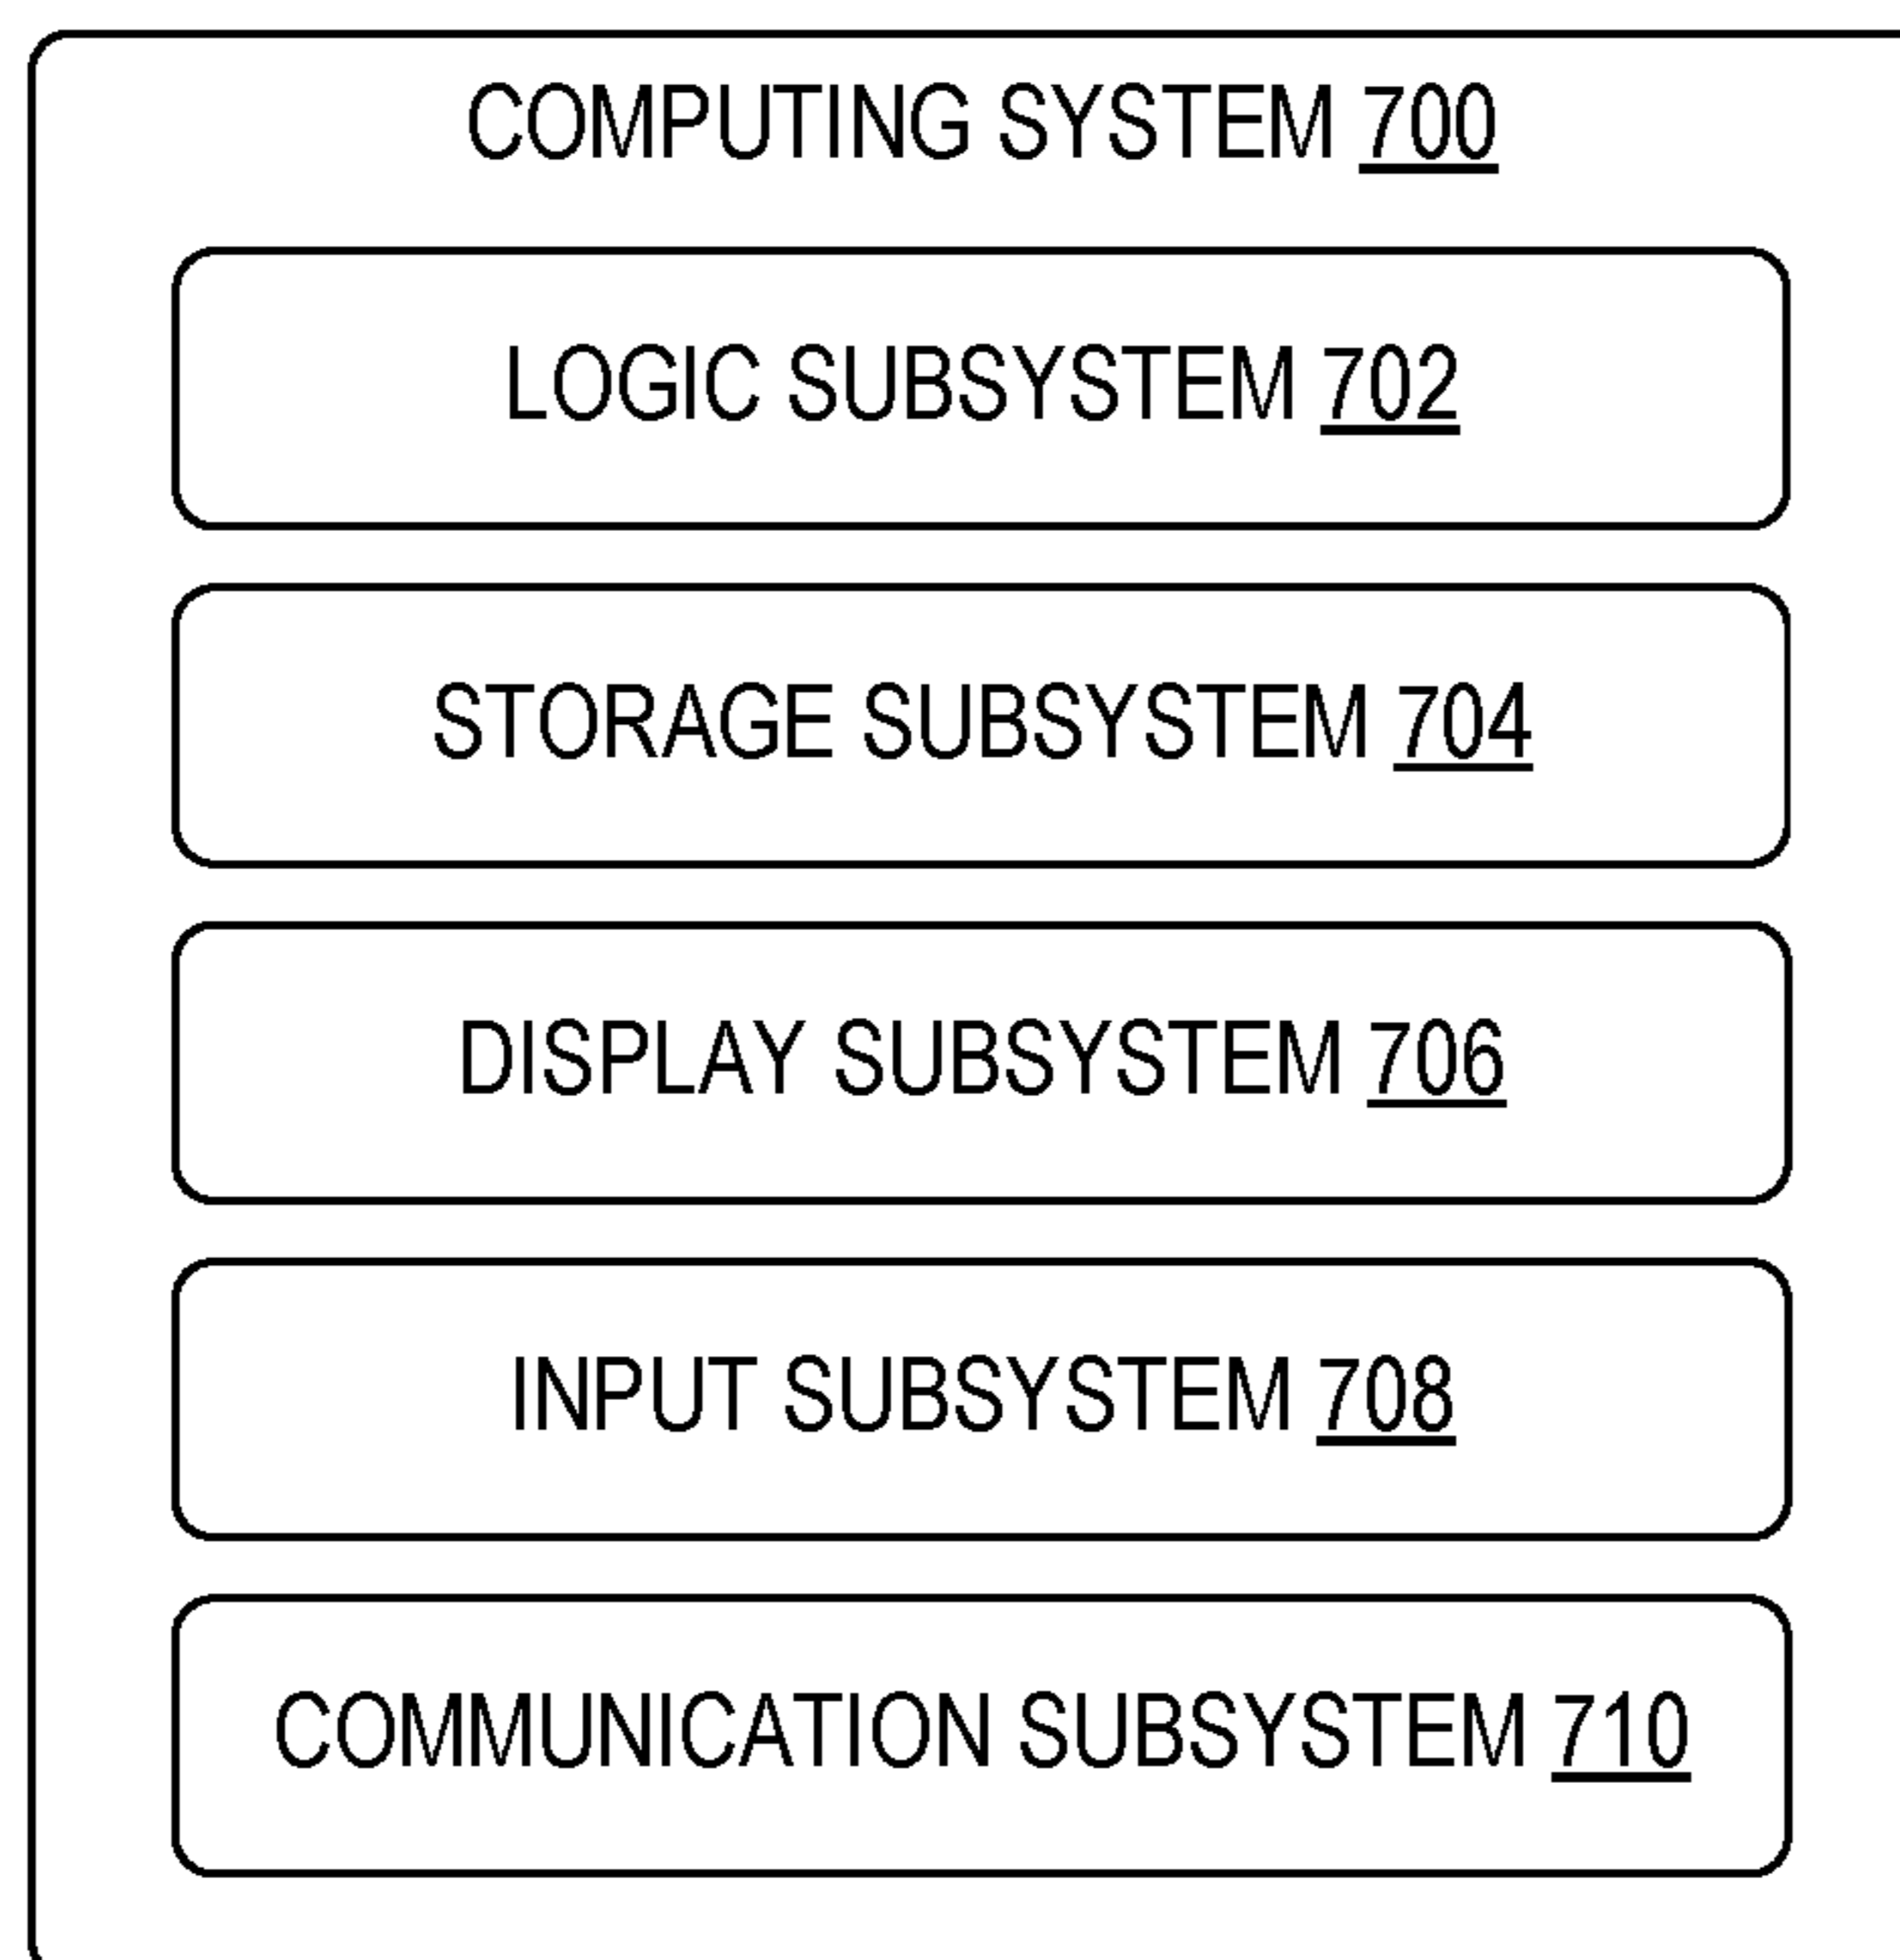 COMPUTING SYSTEM 700
LOGIC SUBSYSTEM 702
STORAGE SUBSYSTEM 704
DISPLAY SUBSYSTEM 706
INPUT SUBSYSTEM 708
COMMUNICATION SUBSYSTEM 710